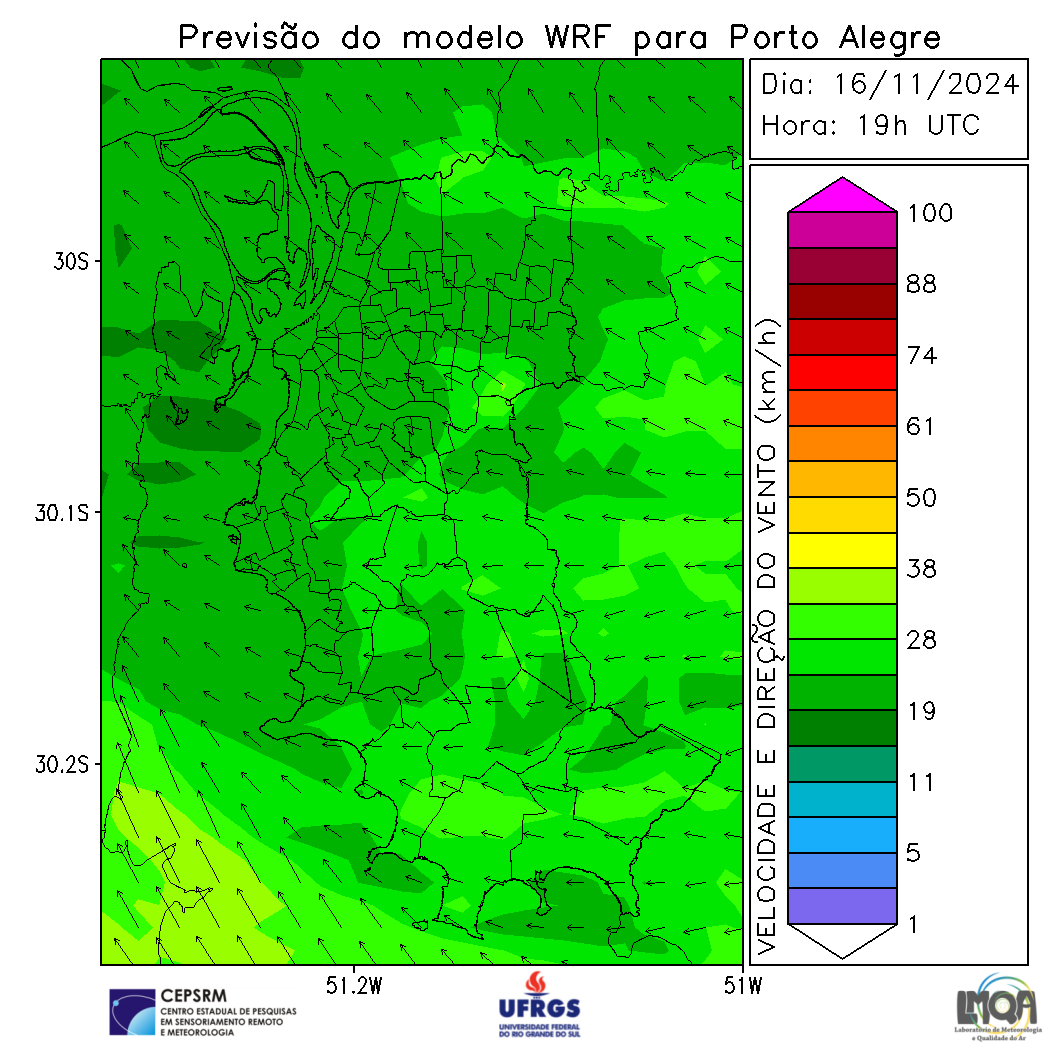 Previsão do modelo WRF para Porto Alegre
Dia: 16/11/2024
Hora: 19h UTC
30S
30.1S
30.2S
51.2W
51W
VELOCIDADE E DIREÇÃO DO VENTO (km/h)
100
88
74
61
50
38
28
19
11
5
1
CEPSRM
CENTRO ESTADUAL DE PESQUISAS
EM SENSORIAMENTO REMOTO
E METEOROLOGIA
UFRGS
UNIVERSIDADE FEDERAL
DO RIO GRANDE DO SUL
LMQA
Laboratório de Meteorologia
e Qualidade do Ar